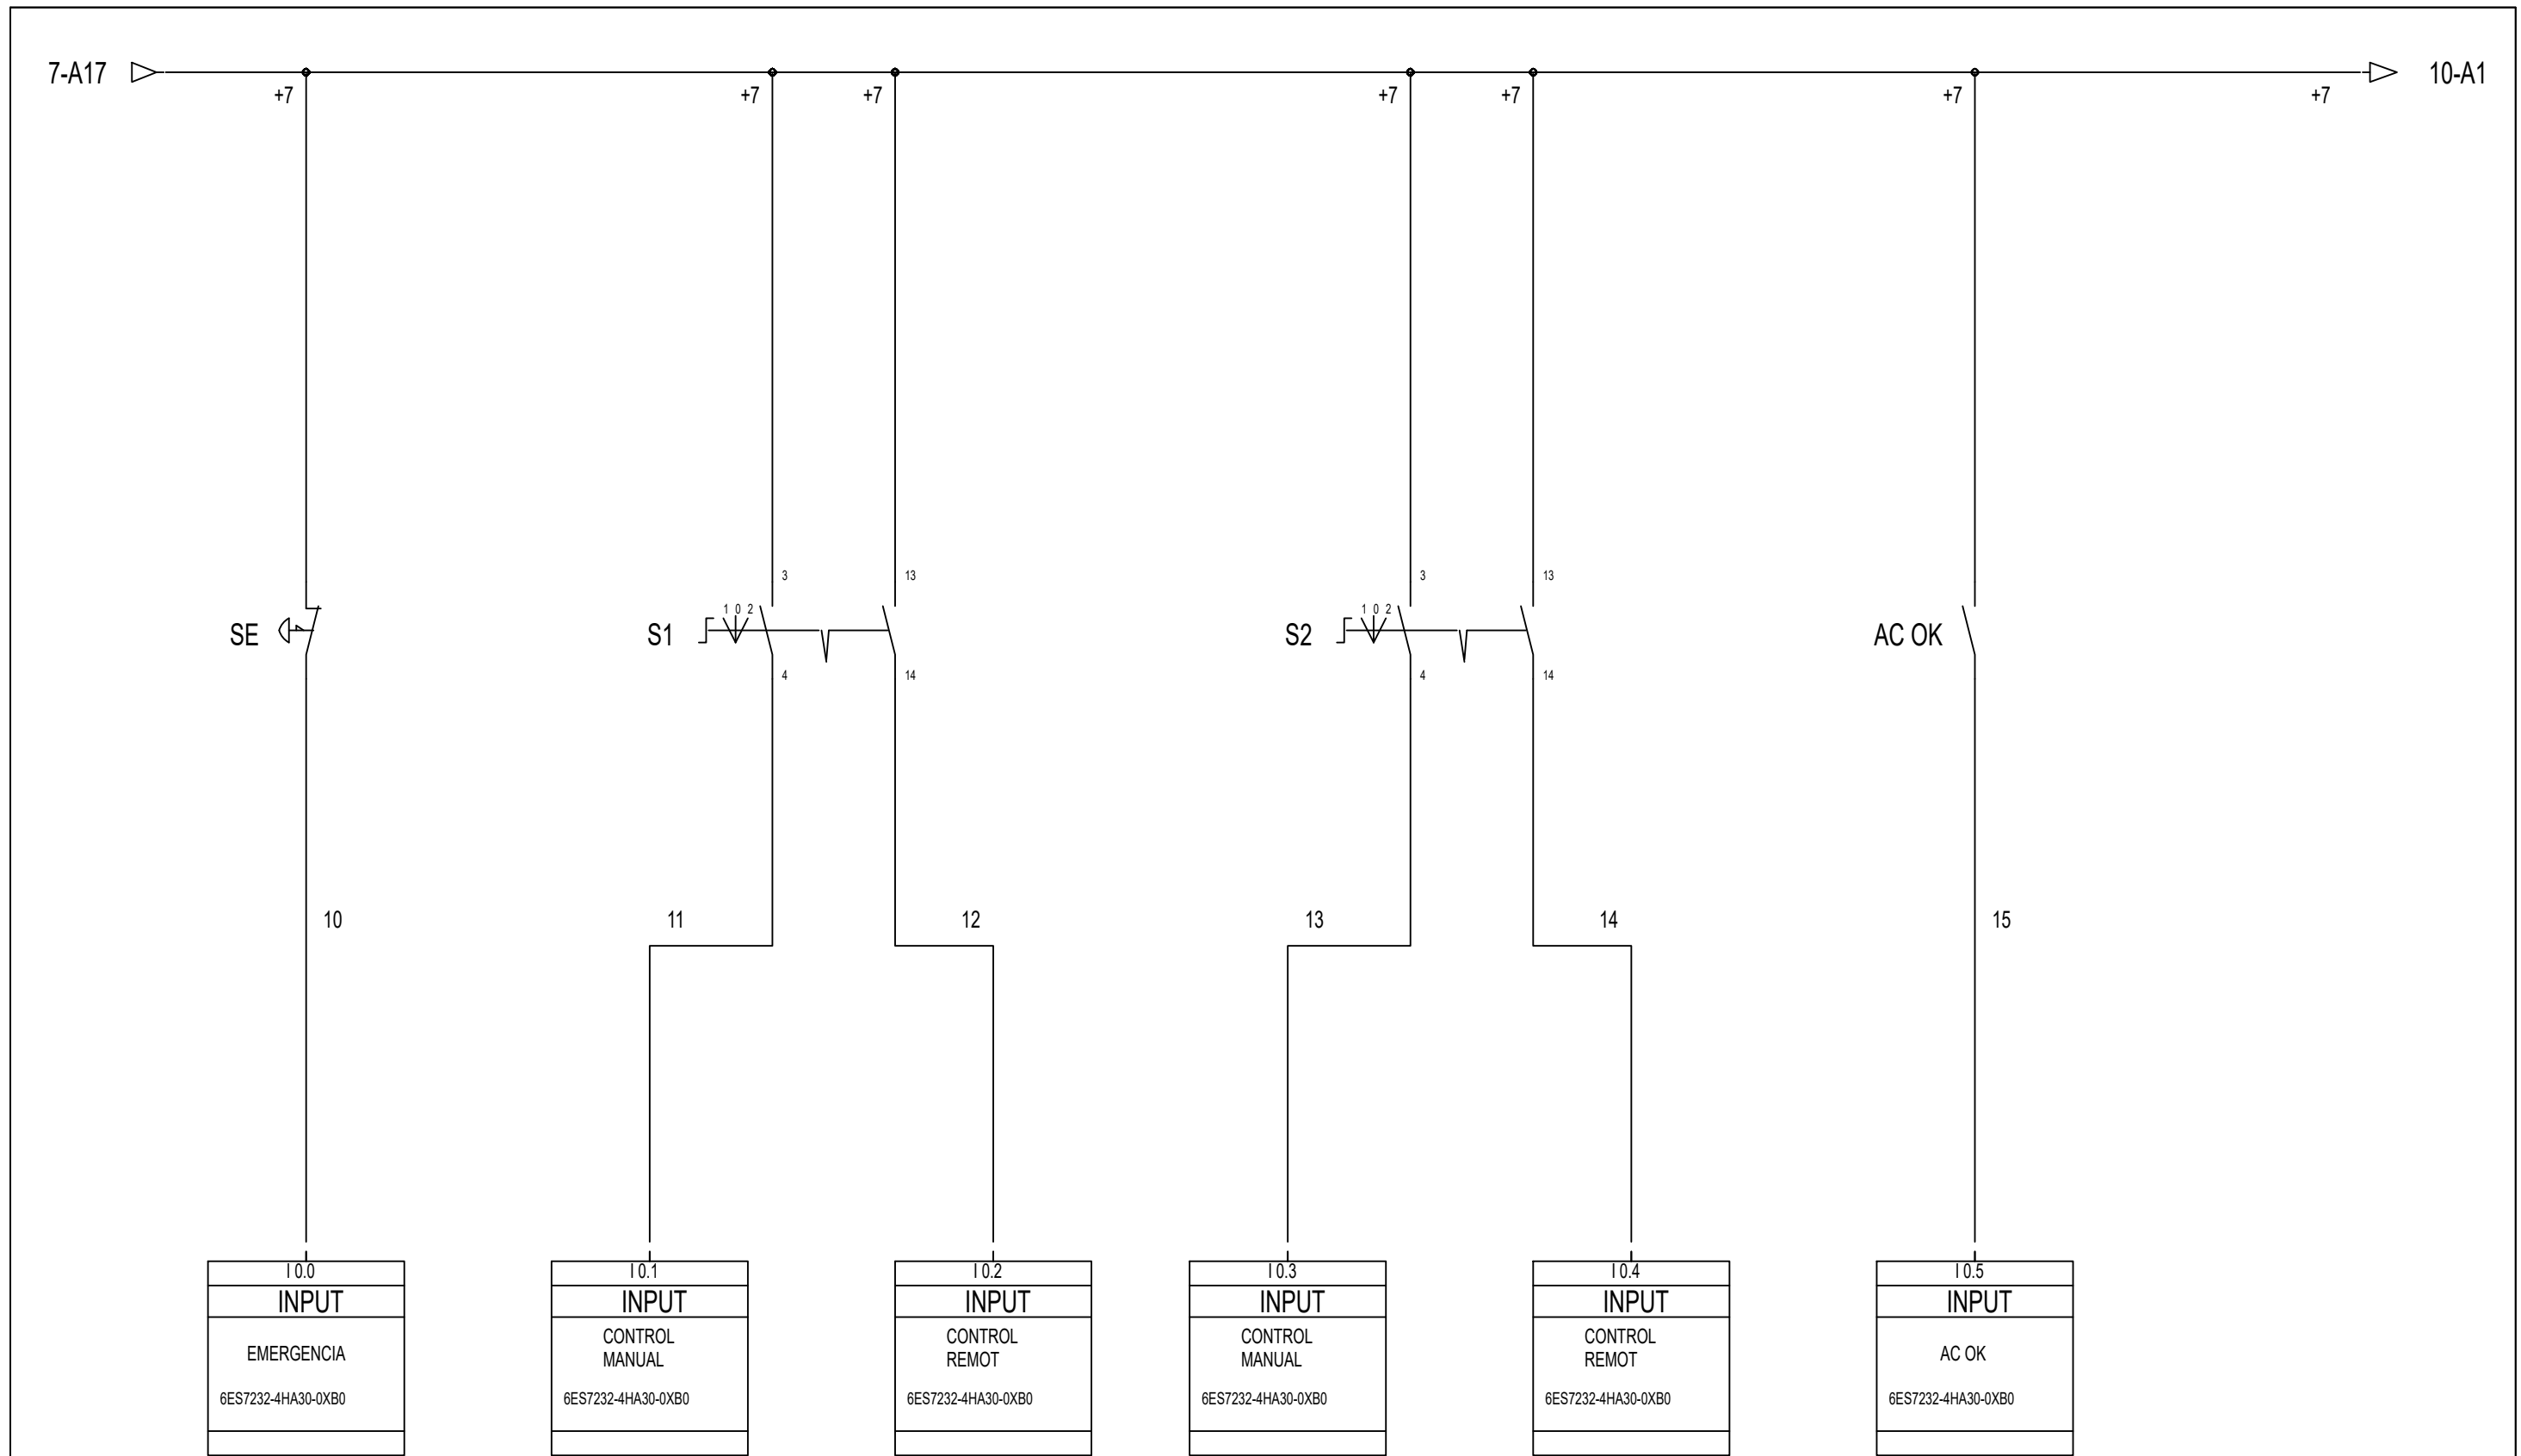 7-A17
10-A1
+7 +7 +7 +7 +7 +7 +7
3 13 3 13
SE
S1
1 0 2
S2
1 0 2
AC OK
4 14 4 14
10 11 12 13 14 15
I 0.0
INPUT
EMERGENCIA
6ES7232-4HA30-0XB0
I 0.1
INPUT
CONTROL
MANUAL
6ES7232-4HA30-0XB0
I 0.2
INPUT
CONTROL
REMOT
6ES7232-4HA30-0XB0
I 0.3
INPUT
CONTROL
MANUAL
6ES7232-4HA30-0XB0
I 0.4
INPUT
CONTROL
REMOT
6ES7232-4HA30-0XB0
I 0.5
INPUT
AC OK
6ES7232-4HA30-0XB0